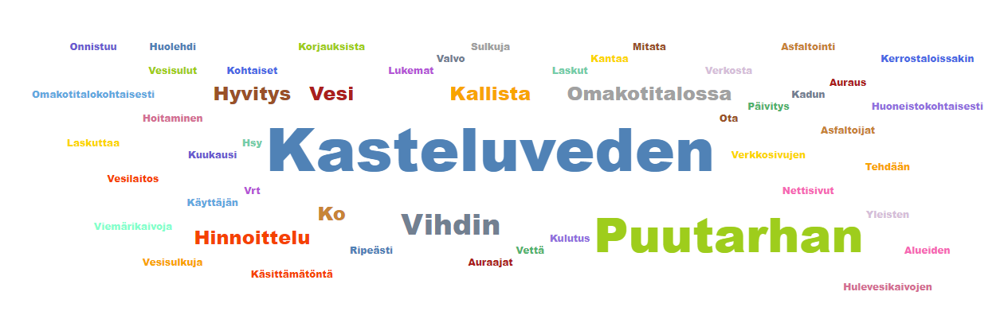 Onnistuu Huolehdi Korjauksista Sulkuja Mitata Asfaltointi
Valvo Kantaa Kerrostaloissakin
Vesisulut Kohtaiset Lukemat Laskut Verkosta
Auraus
Omakotitalokohtaisesti Hyvitys Vesi Kallista Omakotitalossa Kadun
Päivitys Huoneistokohtaisesti
Hoitaminen Ota
Asfaltoijat
Laskuttaa Hsy Kasteluveden
Kuukausi Verkkosivujen
Tehdään
Vesilaitos
Vrt Nettisivut
Käyttäjän
Ko Yleisten
Viemärikaivoja Vihdin
Hinnoittelu Kulutus Puutarhan
Ripeästi Vettä Alueiden
Vesisulkuja Auraajat
Käsittämätöntä
Hulevesikaivojen